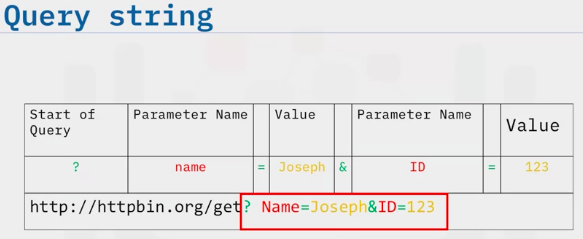 Query string
Start of Query Parameter Name Value Parameter Name Value
? name = Joseph & ID = 123
http://httpbin.org/get? Name=Joseph&ID=123